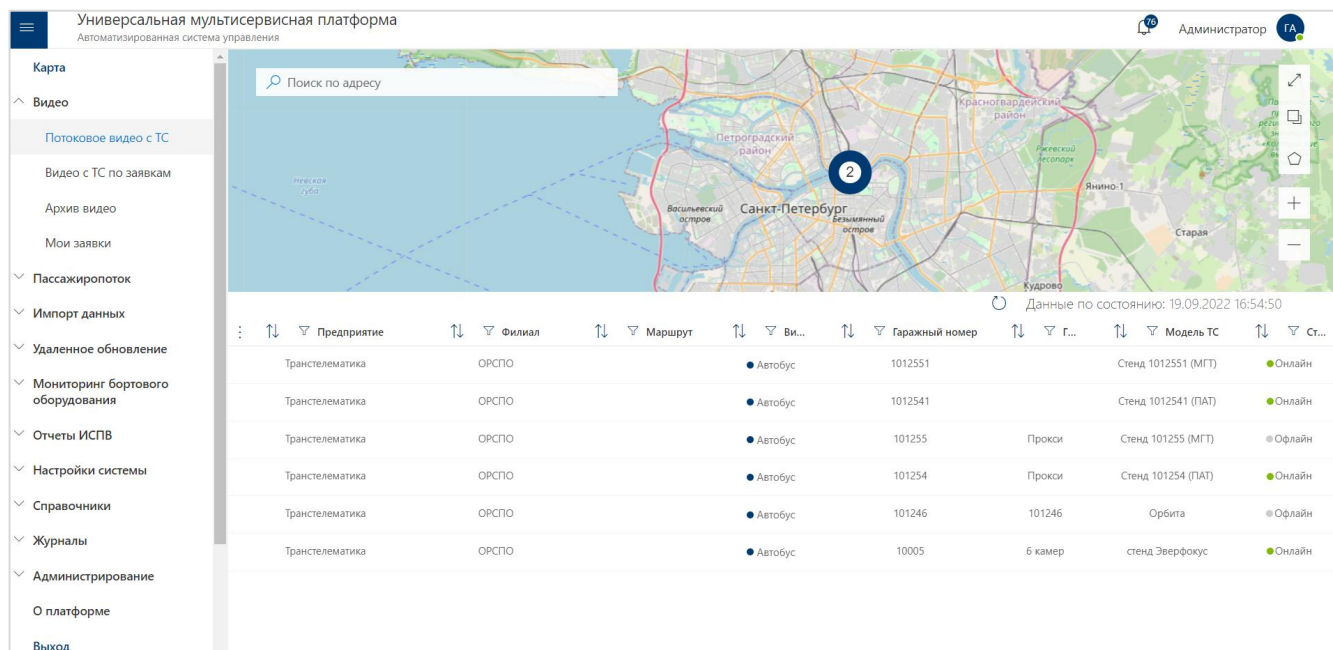 Универсальная мультисервисная платформа
Автоматизированная система управления
76
Администратор
ГА
Карта
Видео
Потоковое видео с ТС
Видео с ТС по заявкам
Архив видео
Мои заявки
Пассажиропоток
Импорт данных
Удаленное обновление
Мониторинг бортового
оборудования
Отчеты ИСПВ
Настройки системы
Справочники
Журналы
Администрирование
О платформе
Выход
Поиск по адресу
Красногвардейский
район
Петроградский
район
Ржевский
лесопарк
Невская
губа
2
Янино-1
Васильевский
остров
Санкт-Петербург
Безымянный
остров
Старая
Кудрово
Данные по состоянию: 19.09.2022 16:54:50
Предприятие Филиал Маршрут Ви... Гаражный номер Г... Модель ТС Ст...
Транстелематика ОРСПО Автобус 1012551 Стенд 1012551 (МГТ) Онлайн
Транстелематика ОРСПО Автобус 1012541 Стенд 1012541 (ПАТ) Онлайн
Транстелематика ОРСПО Автобус 101255 Прокси Стенд 101255 (МГТ) Офлайн
Транстелематика ОРСПО Автобус 101254 Прокси Стенд 101254 (ПАТ) Онлайн
Транстелематика ОРСПО Автобус 101246 101246 Орбита Офлайн
Транстелематика ОРСПО Автобус 10005 6 камер стенд Эверфокус Онлайн